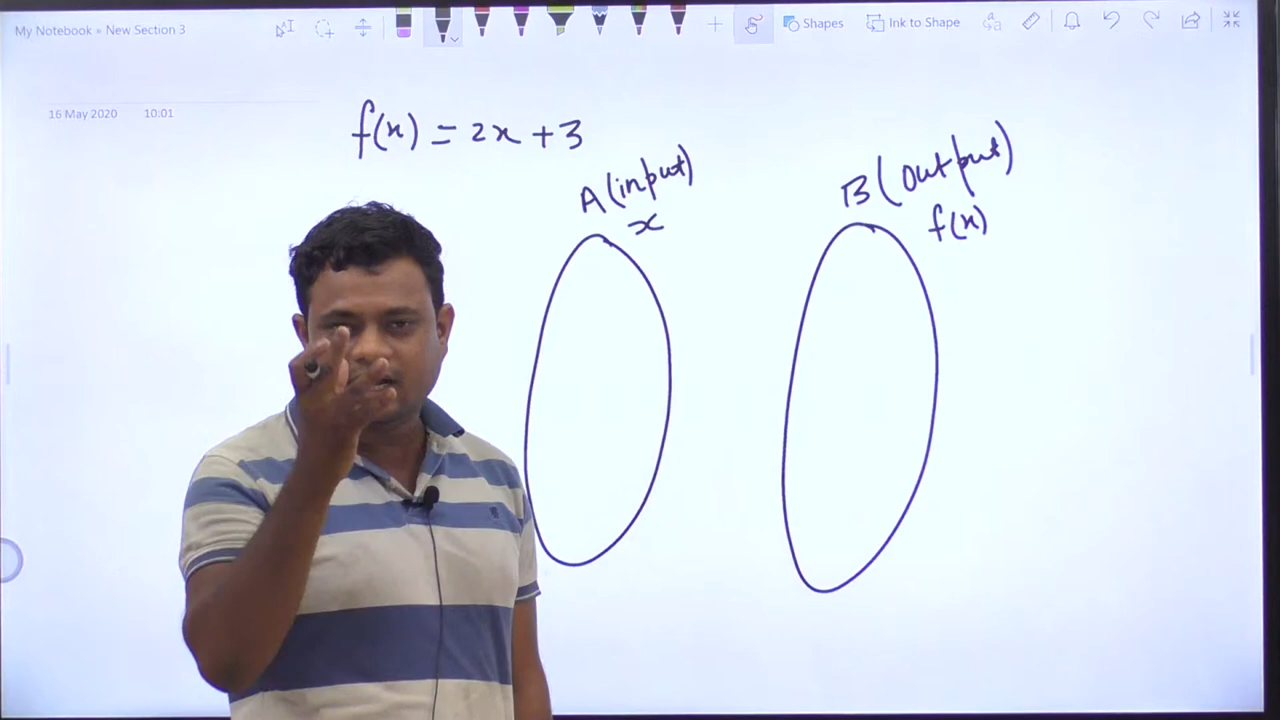 My Notebook » New Section 3
Shapes
Ink to Shape
16 May 2020 10:01
f(x) = 2x + 3
A (input)
x
B (output)
f(x)